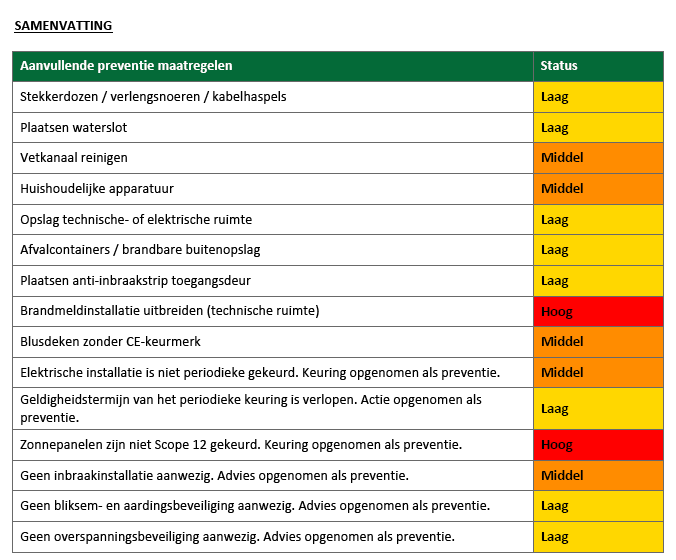 SAMENVATTING
Aanvullende preventie maatregelen Status
Stekkerdozen / verlengsnoeren / kabelhaspels Laag
Plaatsen waterslot Laag
Vetkanaal reinigen Middel
Huishoudelijke apparatuur Middel
Opslag technische- of elektrische ruimte Laag
Afvalcontainers / brandbare buitenopslag Laag
Plaatsen anti-inbraakstrip toegangsdeur Laag
Brandmeldinstallatie uitbreiden (technische ruimte) Hoog
Blusdeken zonder CE-keurmerk Middel
Elektrische installatie is niet periodieke gekeurd. Keuring opgenomen als preventie. Middel
Geldigheidstermijn van het periodieke keuring is verlopen. Actie opgenomen als
preventie. Laag
Zonnepanelen zijn niet Scope 12 gekeurd. Keuring opgenomen als preventie. Hoog
Geen inbraakinstallatie aanwezig. Advies opgenomen als preventie. Middel
Geen bliksem- en aardingsbeveiliging aanwezig. Advies opgenomen als preventie. Laag
Geen overspanningsbeveiliging aanwezig. Advies opgenomen als preventie. Laag